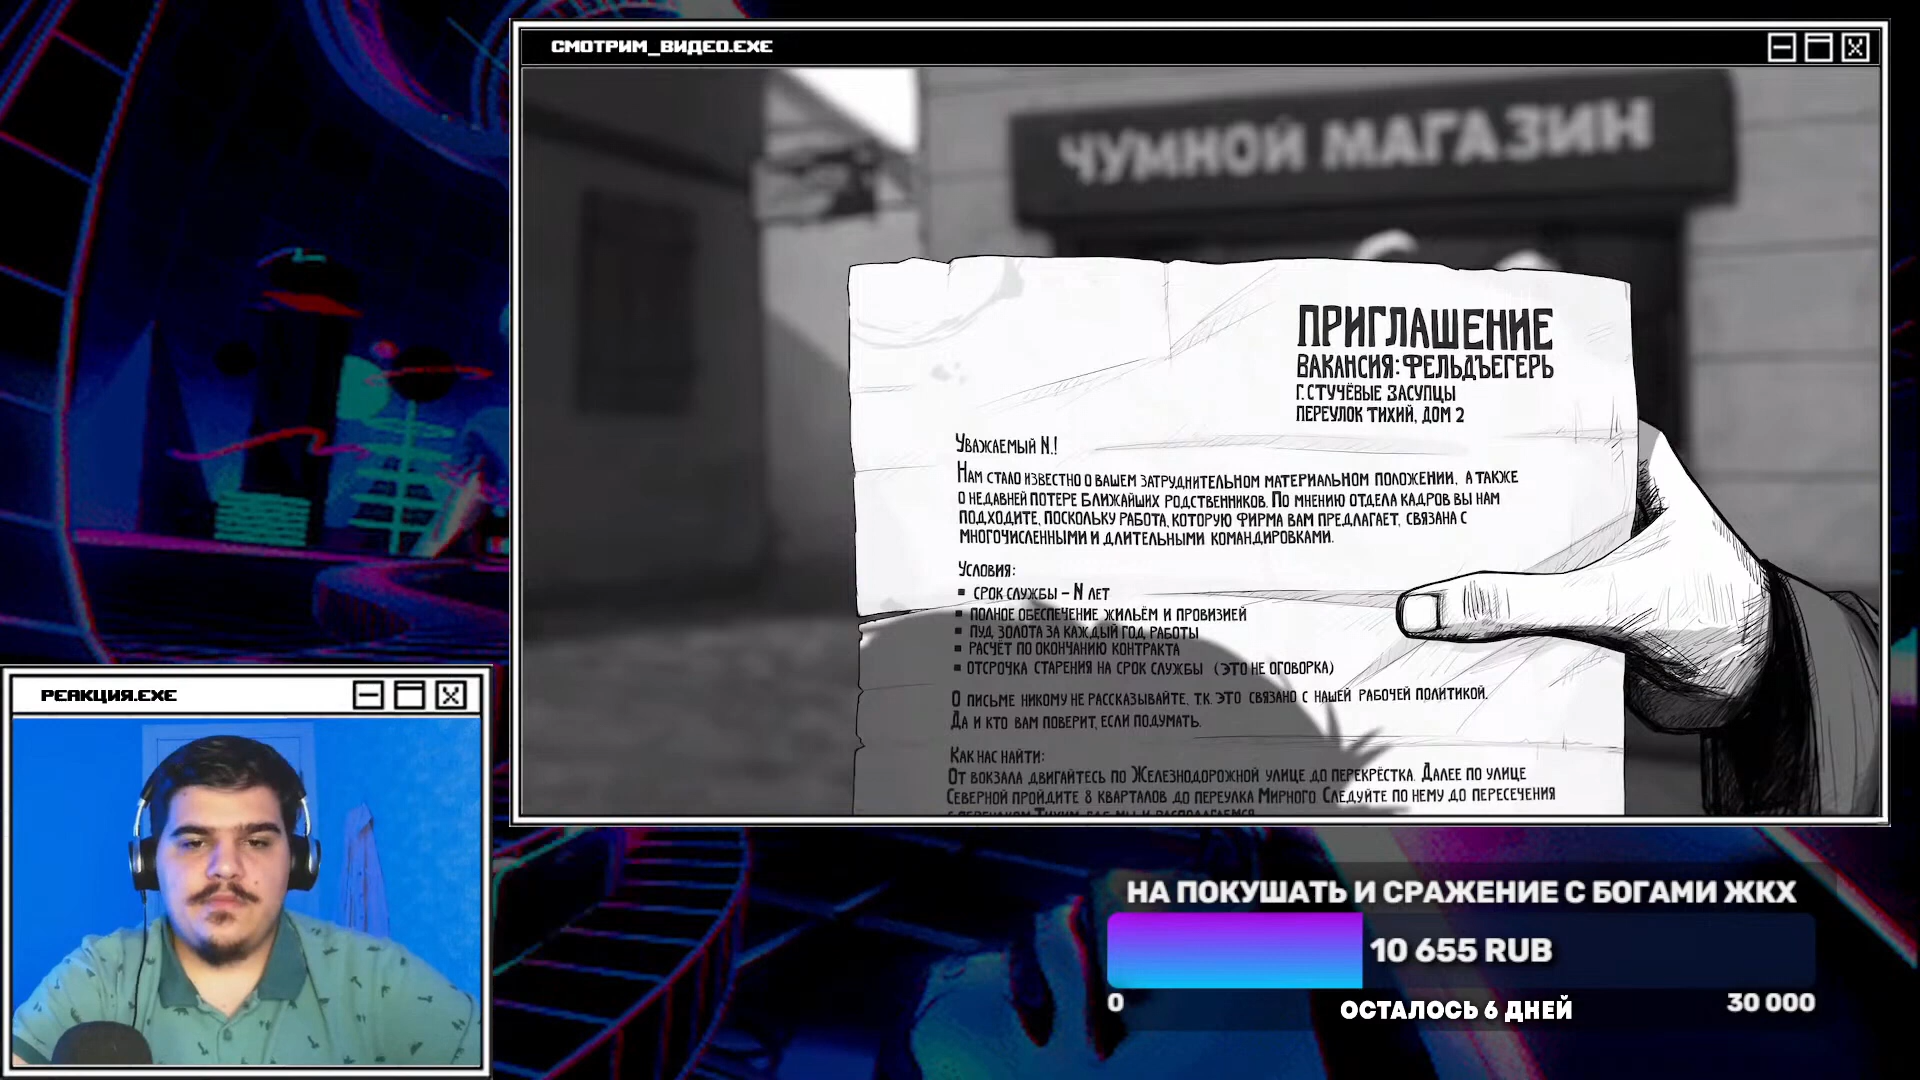 СМОТРИМ_ВИДЕО.EXE
ЧУМНОЙ МАГАЗИН
ПРИГЛАШЕНИЕ
ВАКАНСИЯ: ФЕЛЬДЪЕГЕРЬ
Г. СТУЧЁВЫЕ ЗАСУПЦЫ
ПЕРЕУЛОК ТИХИЙ, ДОМ 2
УВАЖАЕМЫЙ N.!
НАМ СТАЛО ИЗВЕСТНО О ВАШЕМ ЗАТРУДНИТЕЛЬНОМ МАТЕРИАЛЬНОМ ПОЛОЖЕНИИ, А ТАКЖЕ
О НЕДАВНЕЙ ПОТЕРЕ БЛИЖАЙШИХ РОДСТВЕННИКОВ. ПО МНЕНИЮ ОТДЕЛА КАДРОВ ВЫ НАМ
ПОДХОДИТЕ, ПОСКОЛЬКУ РАБОТА, КОТОРУЮ ФИРМА ВАМ ПРЕДЛАГАЕТ, СВЯЗАНА С
МНОГОЧИСЛЕННЫМИ И ДЛИТЕЛЬНЫМИ КОМАНДИРОВКАМИ.
УСЛОВИЯ:
▪ СРОК СЛУЖБЫ – N ЛЕТ
▪ ПОЛНОЕ ОБЕСПЕЧЕНИЕ ЖИЛЬЁМ И ПРОВИЗИЕЙ
▪ ПУД ЗОЛОТА ЗА КАЖДЫЙ ГОД РАБОТЫ
▪ РАСЧЁТ ПО ОКОНЧАНИЮ КОНТРАКТА
▪ ОТСРОЧКА СТАРЕНИЯ НА СРОК СЛУЖБЫ (ЭТО НЕ ОГОВОРКА)
О ПИСЬМЕ НИКОМУ НЕ РАССКАЗЫВАЙТЕ, Т.К. ЭТО СВЯЗАНО С НАШЕЙ РАБОЧЕЙ ПОЛИТИКОЙ.
ДА И КТО ВАМ ПОВЕРИТ, ЕСЛИ ПОДУМАТЬ.
КАК НАС НАЙТИ:
ОТ ВОКЗАЛА ДВИГАЙТЕСЬ ПО ЖЕЛЕЗНОДОРОЖНОЙ УЛИЦЕ ДО ПЕРЕКРЁСТКА. ДАЛЕЕ ПО УЛИЦЕ
СЕВЕРНОЙ ПРОЙДИТЕ 8 КВАРТАЛОВ ДО ПЕРЕУЛКА МИРНОГО СЛЕДУЙТЕ ПО НЕМУ ДО ПЕРЕСЕЧЕНИЯ
РЕАКЦИЯ.EXE
НА ПОКУШАТЬ И СРАЖЕНИЕ С БОГАМИ ЖКХ
10 655 RUB
0
ОСТАЛОСЬ 6 ДНЕЙ
30 000